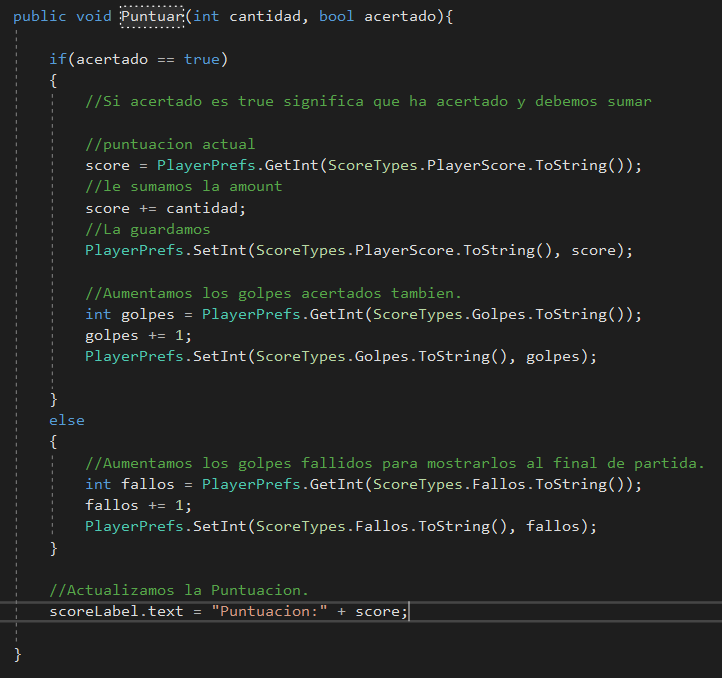 public void Puntuar(int cantidad, bool acertado){
if(acertado == true)
{
//Si acertado es true significa que ha acertado y debemos sumar
//puntuacion actual
score = PlayerPrefs.GetInt(ScoreTypes.PlayerScore.ToString());
//le sumamos la amount
score += cantidad;
//La guardamos
PlayerPrefs.SetInt(ScoreTypes.PlayerScore.ToString(), score);
//Aumentamos los golpes acertados tambien.
int golpes = PlayerPrefs.GetInt(ScoreTypes.Golpes.ToString());
golpes += 1;
PlayerPrefs.SetInt(ScoreTypes.Golpes.ToString(), golpes);
}
else
{
//Aumentamos los golpes fallidos para mostrarlos al final de partida.
int fallos = PlayerPrefs.GetInt(ScoreTypes.Fallos.ToString());
fallos += 1;
PlayerPrefs.SetInt(ScoreTypes.Fallos.ToString(), fallos);
}
//Actualizamos la Puntuacion.
scoreLabel.text = "Puntuacion:" + score;
}